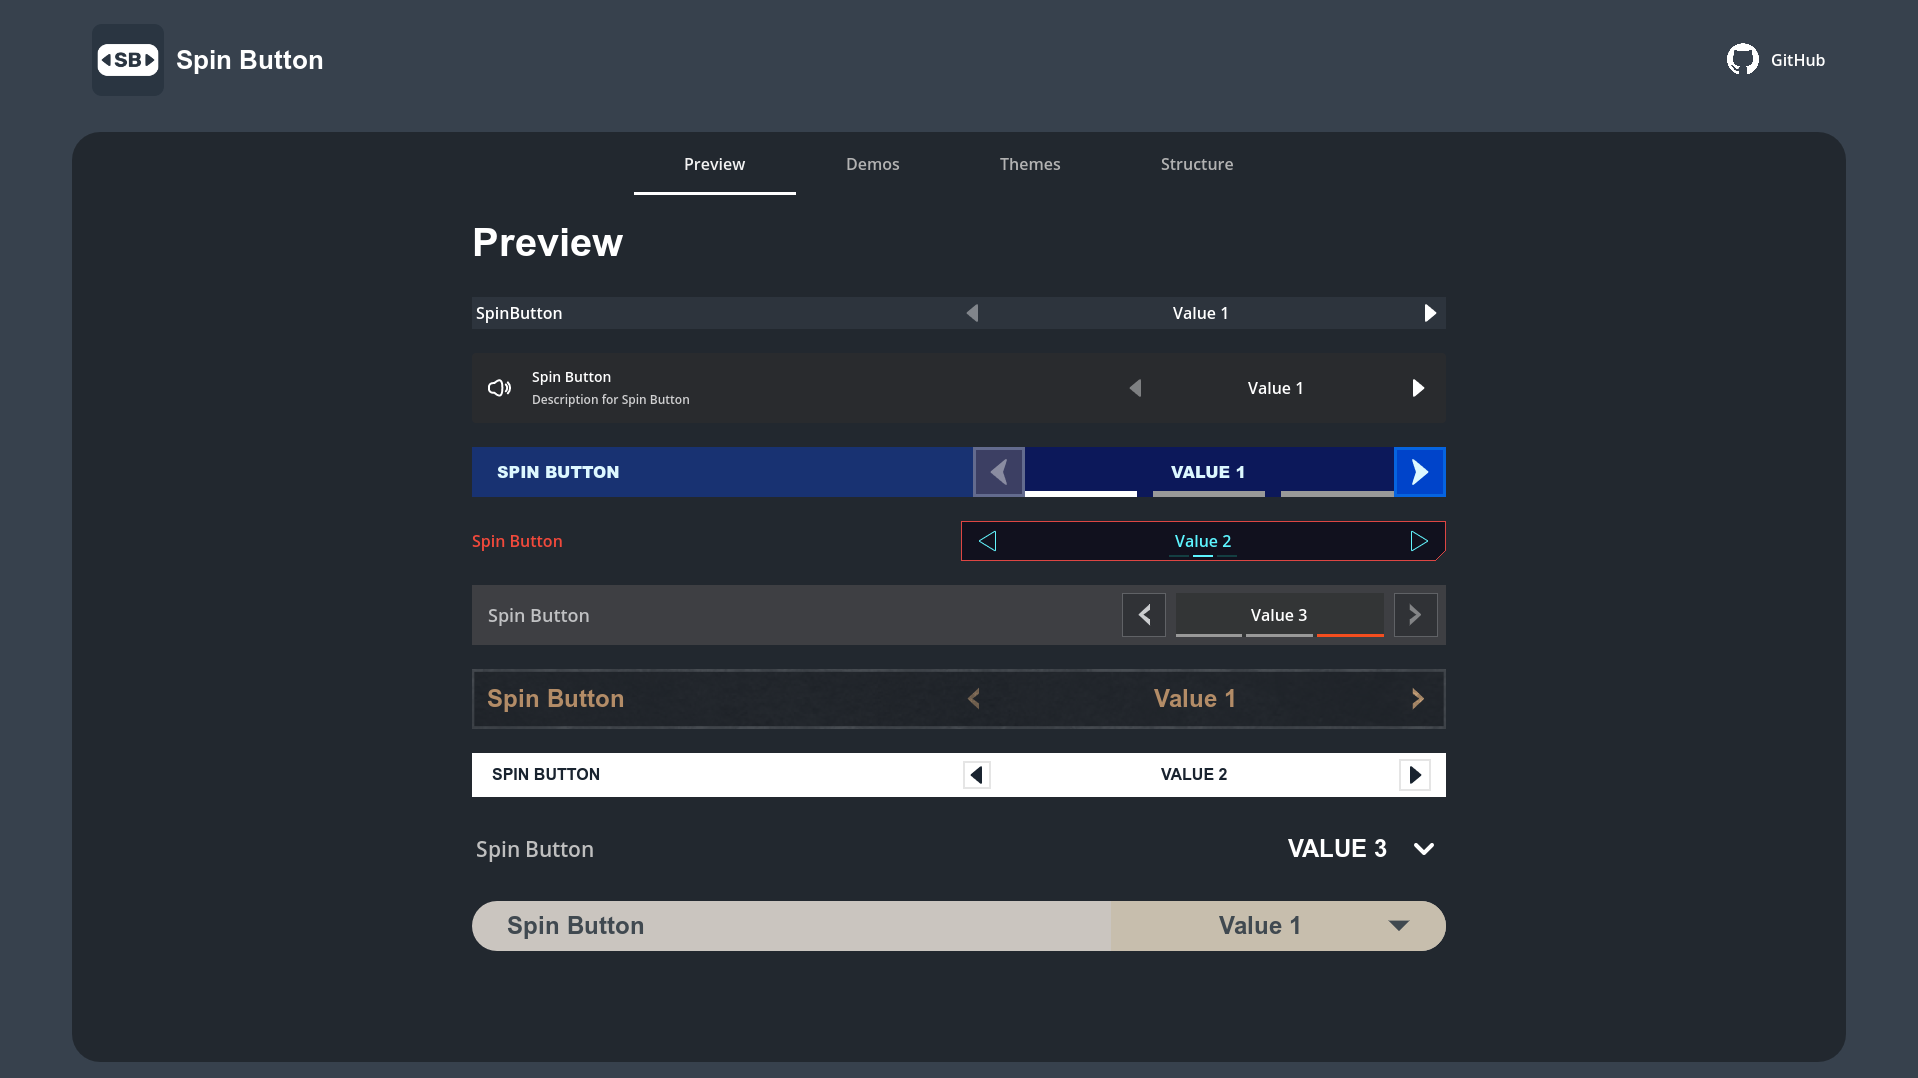 SB Spin Button
GitHub
Preview Demos Themes Structure
Preview
SpinButton Value 1
Spin Button
Description for Spin Button
Value 1
SPIN BUTTON VALUE 1
Spin Button Value 2
Spin Button Value 3
Spin Button Value 1
SPIN BUTTON VALUE 2
Spin Button VALUE 3
Spin Button Value 1